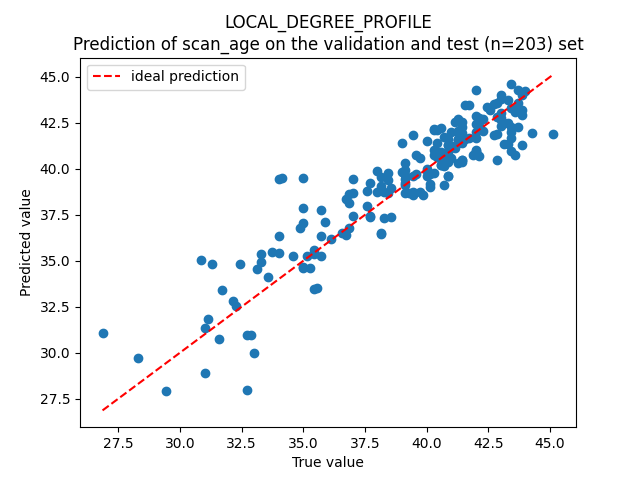 LOCAL_DEGREE_PROFILE
Prediction of scan_age on the validation and test (n=203) set
ideal prediction
45.0
42.5
40.0
37.5
35.0
32.5
30.0
27.5
Predicted value
27.5 30.0 32.5 35.0 37.5 40.0 42.5 45.0
True value